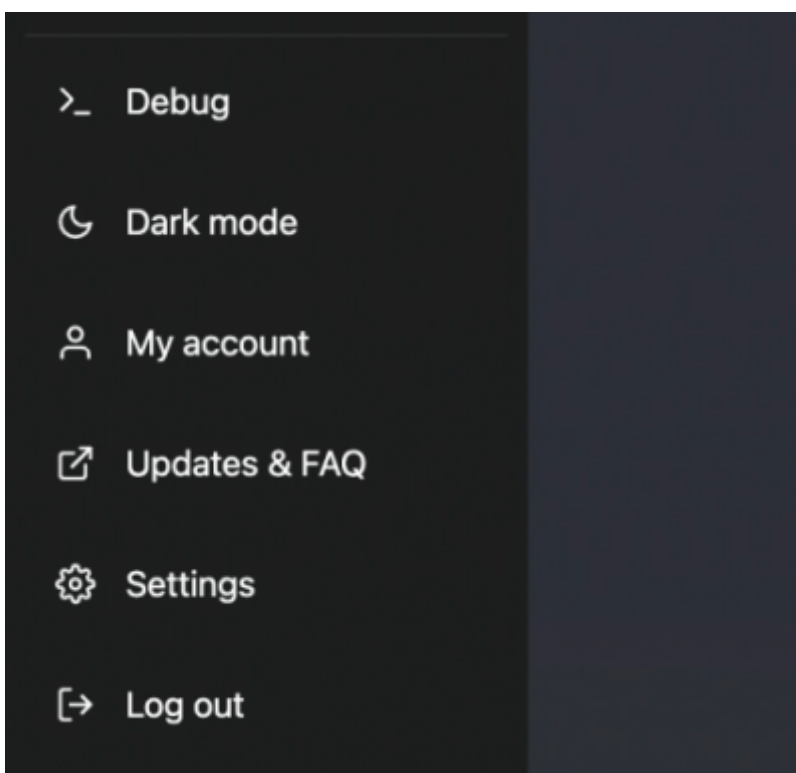 Debug
Dark mode
My account
Updates & FAQ
Settings
Log out